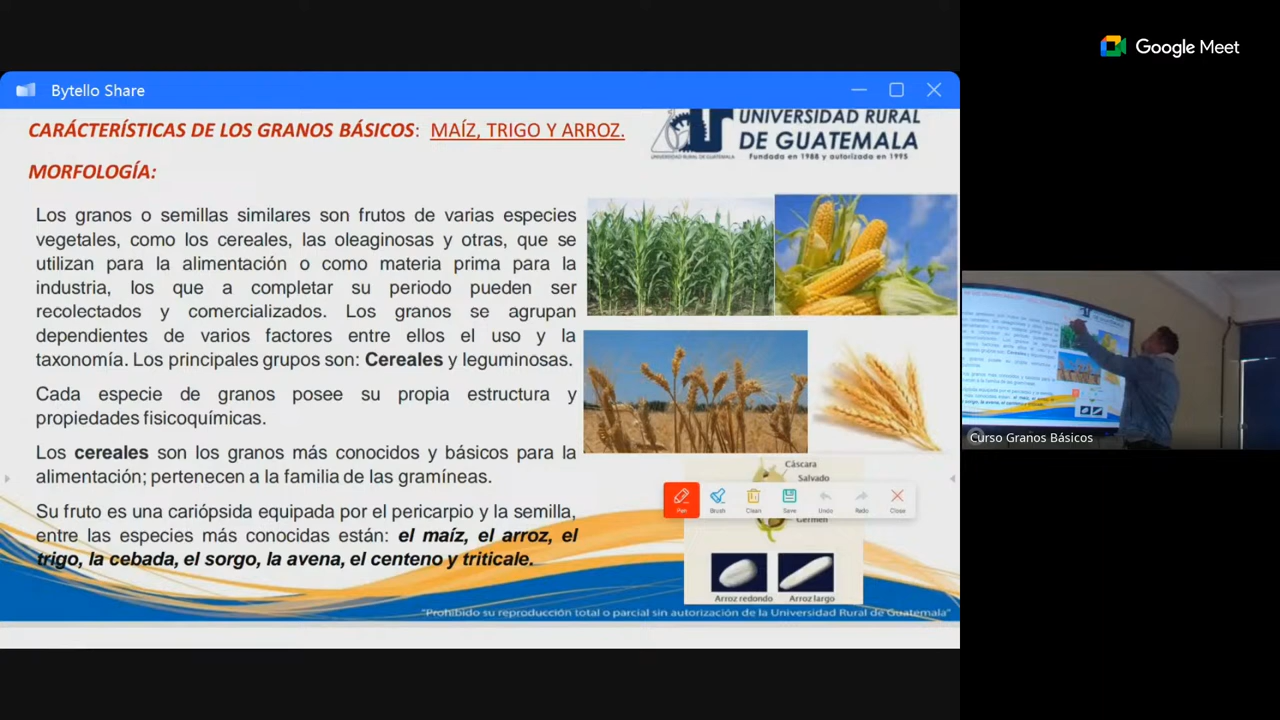 Google Meet
Bytello Share
CARÁCTERÍSTICAS DE LOS GRANOS BÁSICOS: MAÍZ, TRIGO Y ARROZ.
UNIVERSIDAD RURAL
DE GUATEMALA
Fundada en 1988 y autorizada en 1995
UNIVERSIDAD RURAL DE GUATEMALA
MORFOLOGÍA:
Los granos o semillas similares son frutos de varias especies
vegetales, como los cereales, las oleaginosas y otras, que se
utilizan para la alimentación o como materia prima para la
industria, los que a completar su periodo pueden ser
recolectados y comercializados. Los granos se agrupan
dependientes de varios factores entre ellos el uso y la
taxonomía. Los principales grupos son: Cereales y leguminosas.
Cada especie de granos posee su propia estructura y
propiedades fisicoquímicas.
Los cereales son los granos más conocidos y básicos para la
alimentación; pertenecen a la familia de las gramíneas.
Su fruto es una cariópsida equipada por el pericarpio y la semilla,
entre las especies más conocidas están: el maíz, el arroz, el
trigo, la cebada, el sorgo, la avena, el centeno y triticale.
Cáscara
Salvado
Pen Brush Clean Save Undo Redo Close
Germen
Arroz redondo Arroz largo
"Prohibido su reproducción total o parcial sin autorización de la Universidad Rural de Guatemala"
Curso Granos Básicos